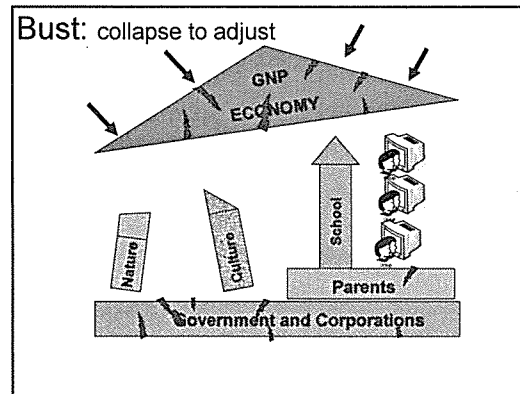 Bust: collapse to adjust
GNP
ECONOMY
Nature
Culture
School
Parents
Government and Corporations